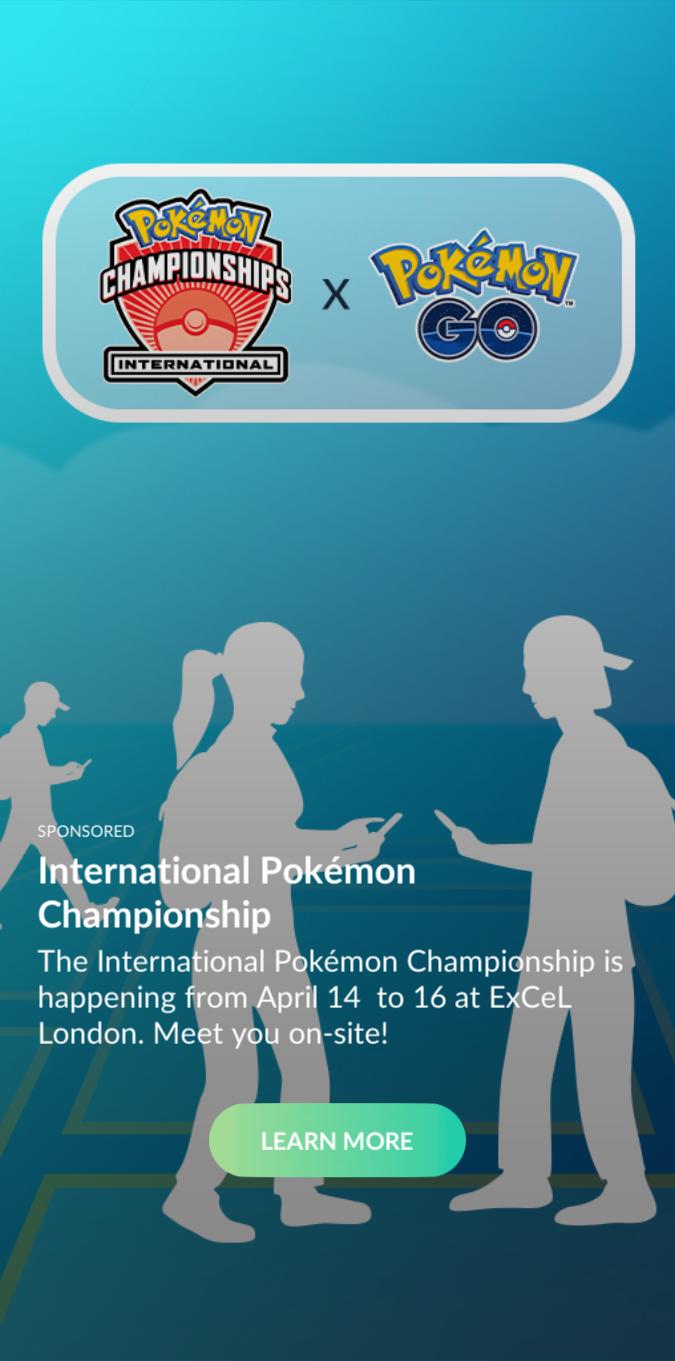 Pokémon
CHAMPIONSHIPS
INTERNATIONAL
X
Pokémon
GO
TM
SPONSORED
International Pokémon
Championship
The International Pokémon Championship is
happening from April 14  to 16 at ExCeL
London. Meet you on-site!
LEARN MORE